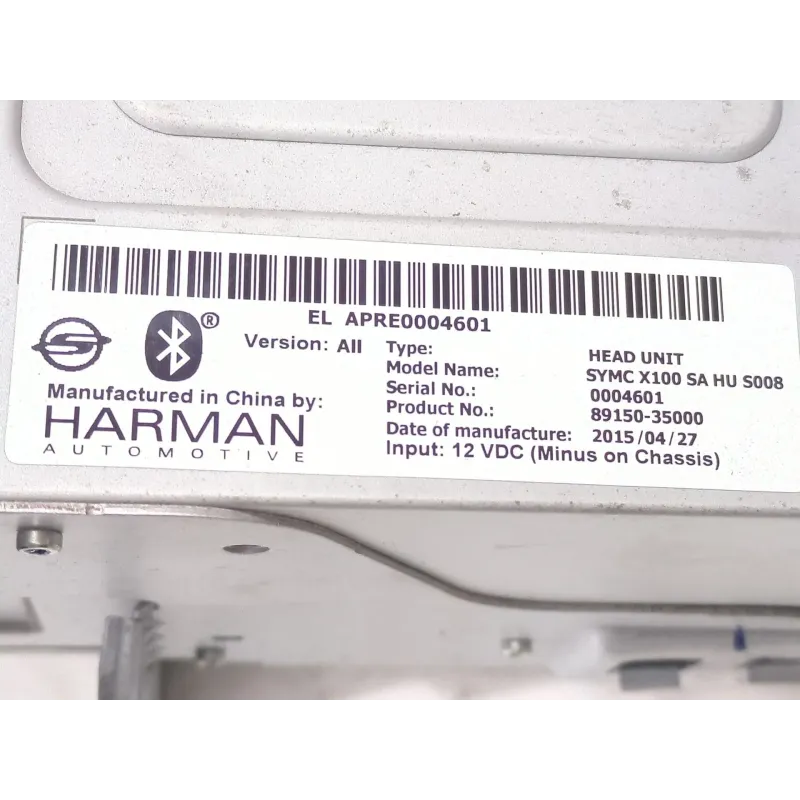 EL APRE0004601
®
Version: AII
Type: HEAD UNIT
Model Name: SYMC X100 SA HU S008
Serial No.: 0004601
Product No.: 89150-35000
Date of manufacture: 2015/04/27
Input: 12 VDC (Minus on Chassis)
Manufactured in China by:
HARMAN
AUTOMOTIVE